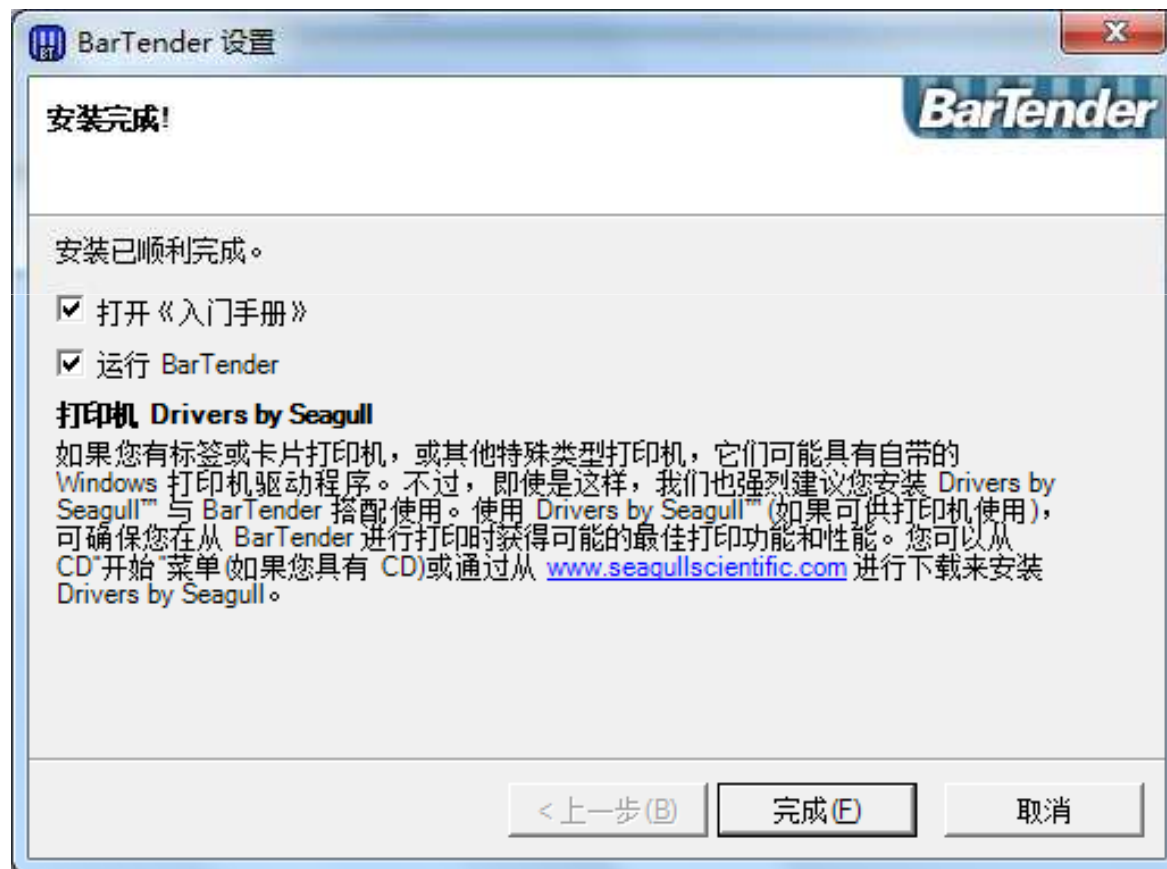 BarTender 设置
安装完成!
BarTender
安装已顺利完成。
打开《入门手册》
运行 BarTender
打印机 Drivers by Seagull
如果您有标签或卡片打印机，或其他特殊类型打印机，它们可能具有自带的
Windows 打印机驱动程序。不过，即使是这样，我们也强烈建议您安装 Drivers by
Seagull™ 与 BarTender 搭配使用。使用 Drivers by Seagull™ (如果可供打印机使用)，
可确保您在从 BarTender 进行打印时获得可能的最佳打印功能和性能。您可以从
CD"开始"菜单(如果您具有 CD)或通过从 www.seagullscientific.com 进行下载来安装
Drivers by Seagull。
<上一步(B)
完成(F)
取消